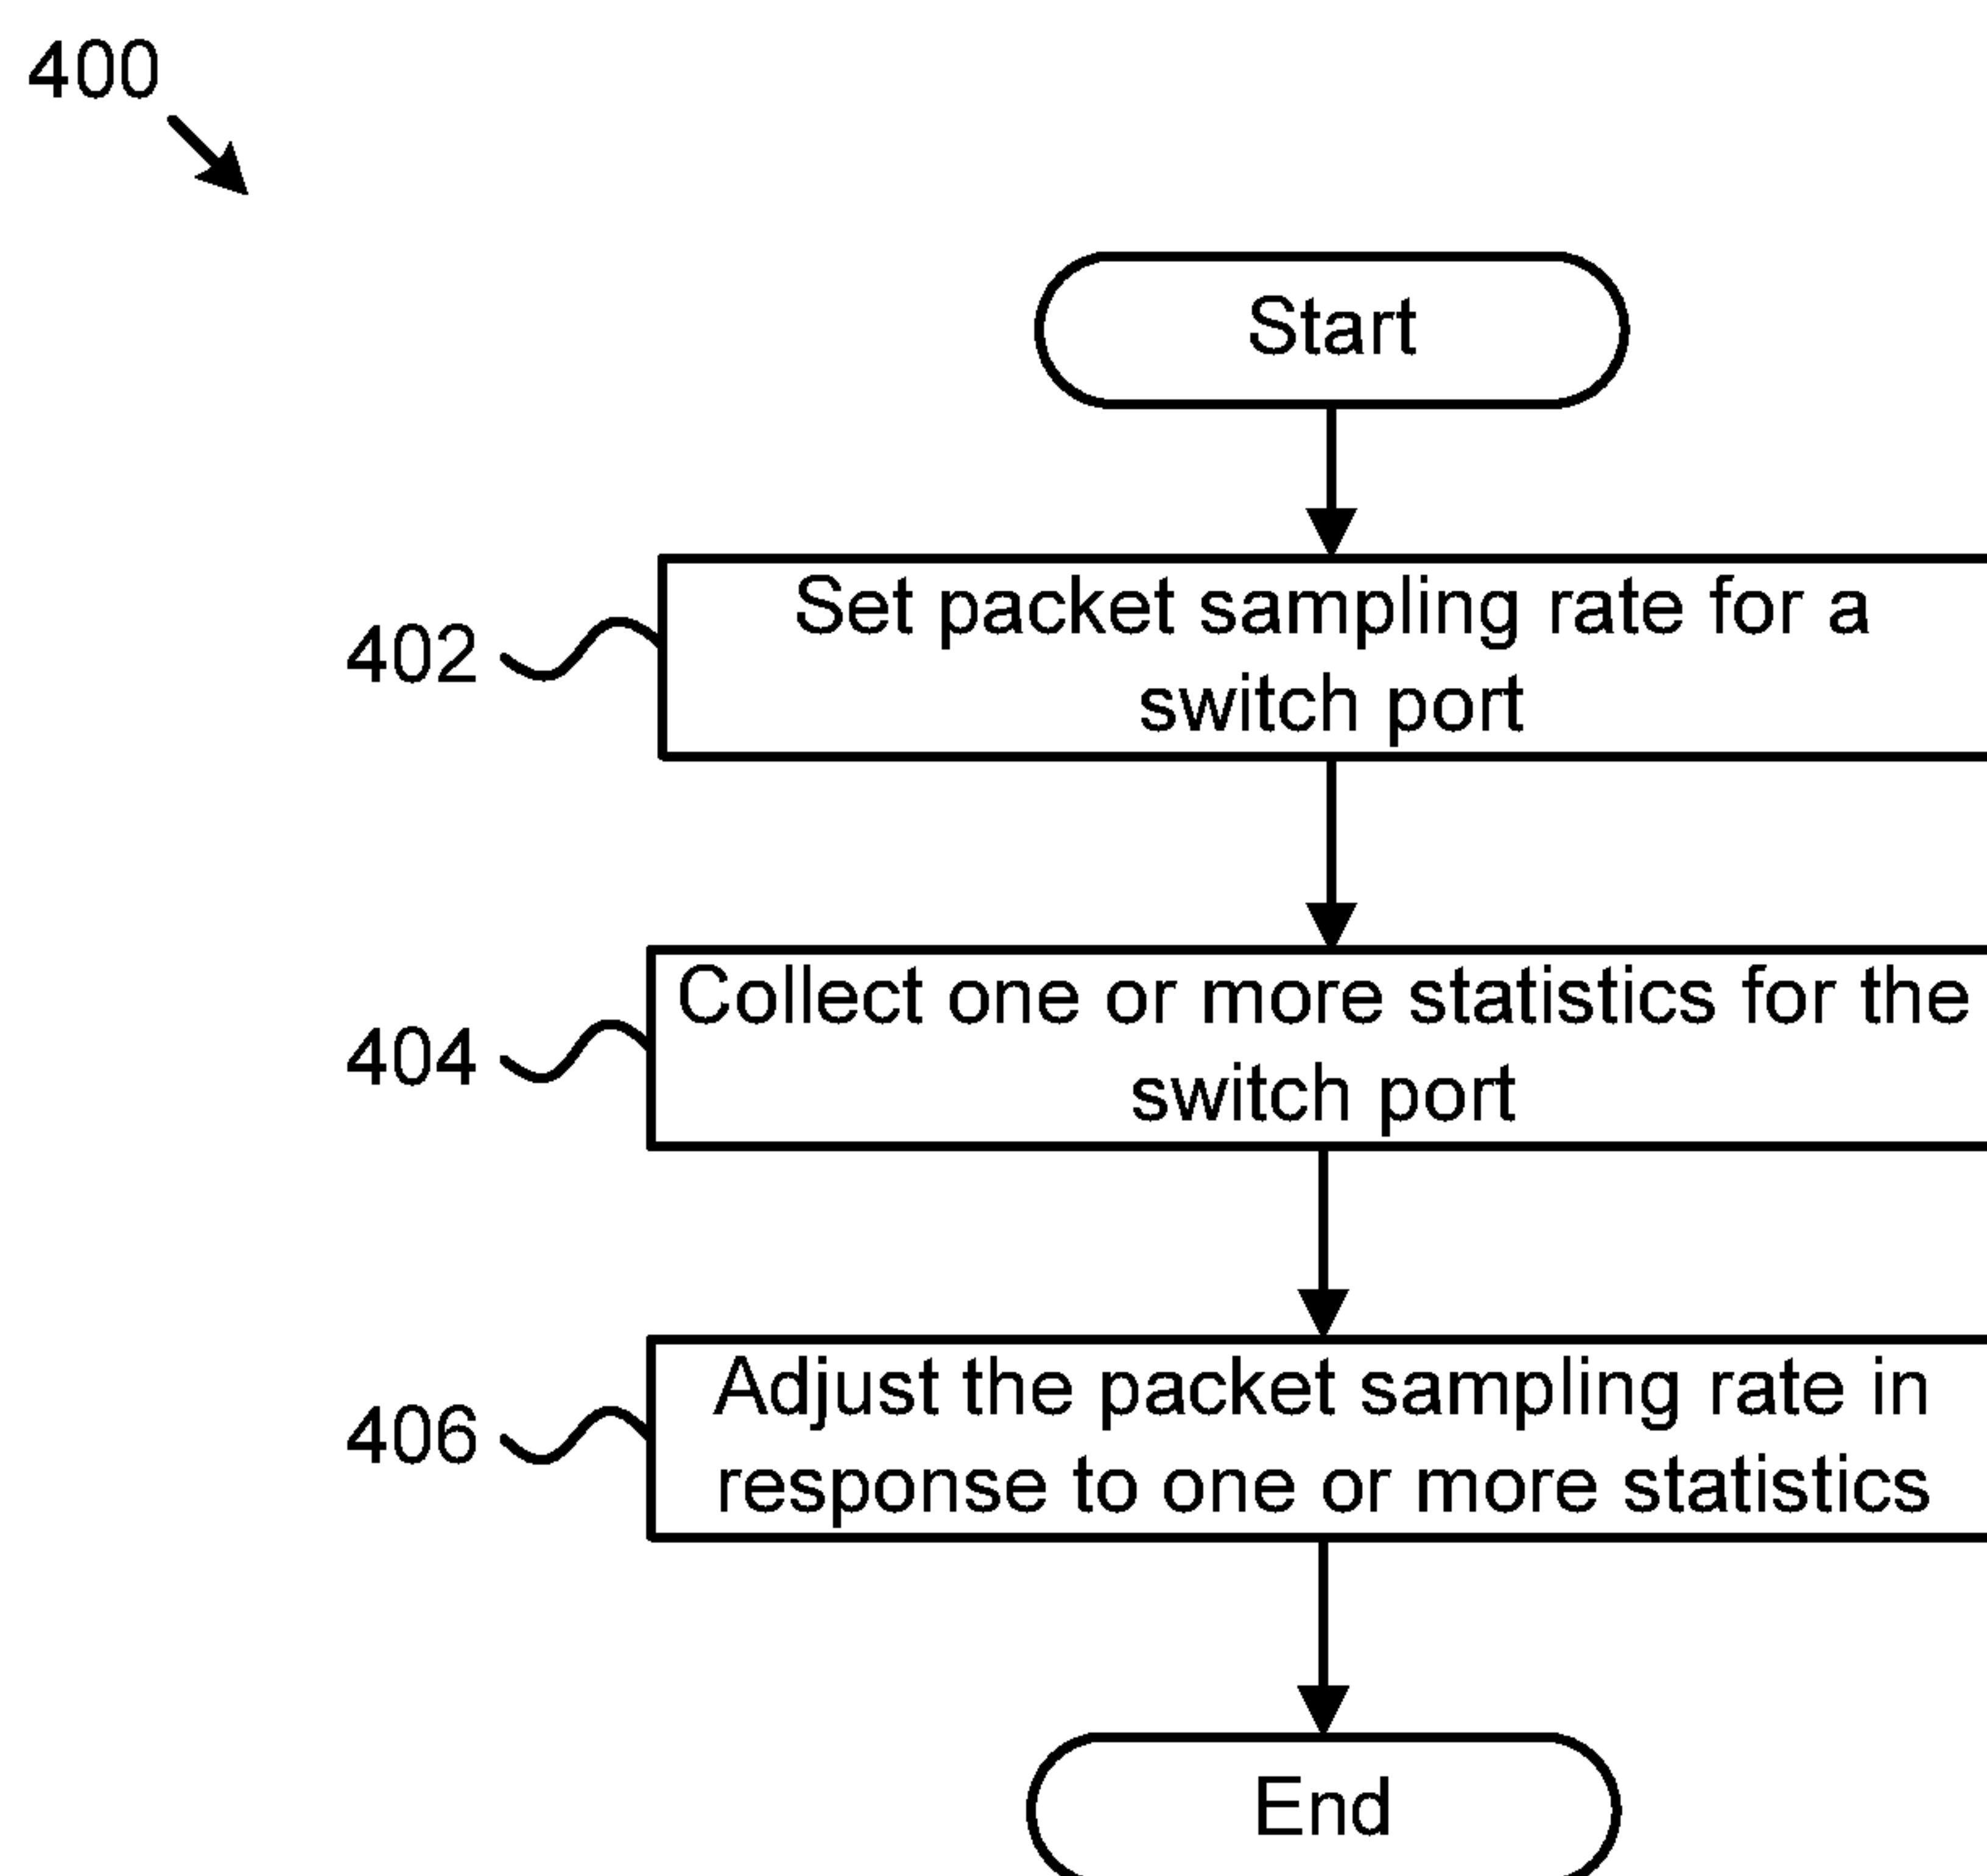 400
Start
402
Set packet sampling rate for a
switch port
404
Collect one or more statistics for the
switch port
406
Adjust the packet sampling rate in
response to one or more statistics
End